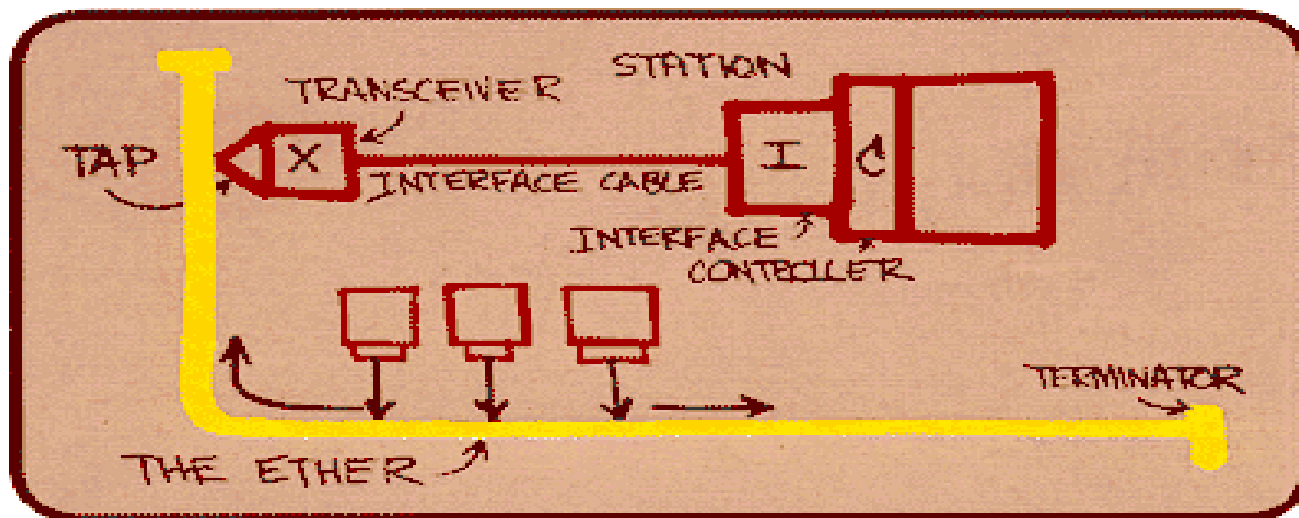 STATION
TRANSCEIVER
TAP
X
I
C
INTERFACE CABLE
INTERFACE
CONTROLLER
TERMINATOR
THE ETHER